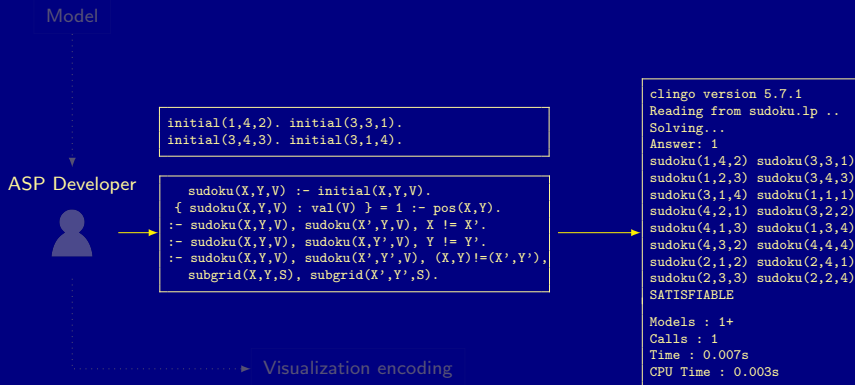 Model
initial(1,4,2). initial(3,3,1).
initial(3,4,3). initial(3,1,4).
ASP Developer
sudoku(X,Y,V) :- initial(X,Y,V).
{ sudoku(X,Y,V) : val(V) } = 1 :- pos(X,Y).
:- sudoku(X,Y,V), sudoku(X',Y,V), X != X'.
:- sudoku(X,Y,V), sudoku(X,Y',V), Y != Y'.
:- sudoku(X,Y,V), sudoku(X',Y',V), (X,Y)!=(X',Y'),
subgrid(X,Y,S), subgrid(X',Y',S).
clingo version 5.7.1
Reading from sudoku.lp ..
Solving...
Answer: 1
sudoku(1,4,2) sudoku(3,3,1)
sudoku(1,2,3) sudoku(3,4,3)
sudoku(3,1,4) sudoku(1,1,1)
sudoku(4,2,1) sudoku(3,2,2)
sudoku(4,1,3) sudoku(1,3,4)
sudoku(4,3,2) sudoku(4,4,4)
sudoku(2,1,2) sudoku(2,4,1)
sudoku(2,3,3) sudoku(2,2,4)
SATISFIABLE
Models : 1+
Calls : 1
Time : 0.007s
CPU Time : 0.003s
Visualization encoding